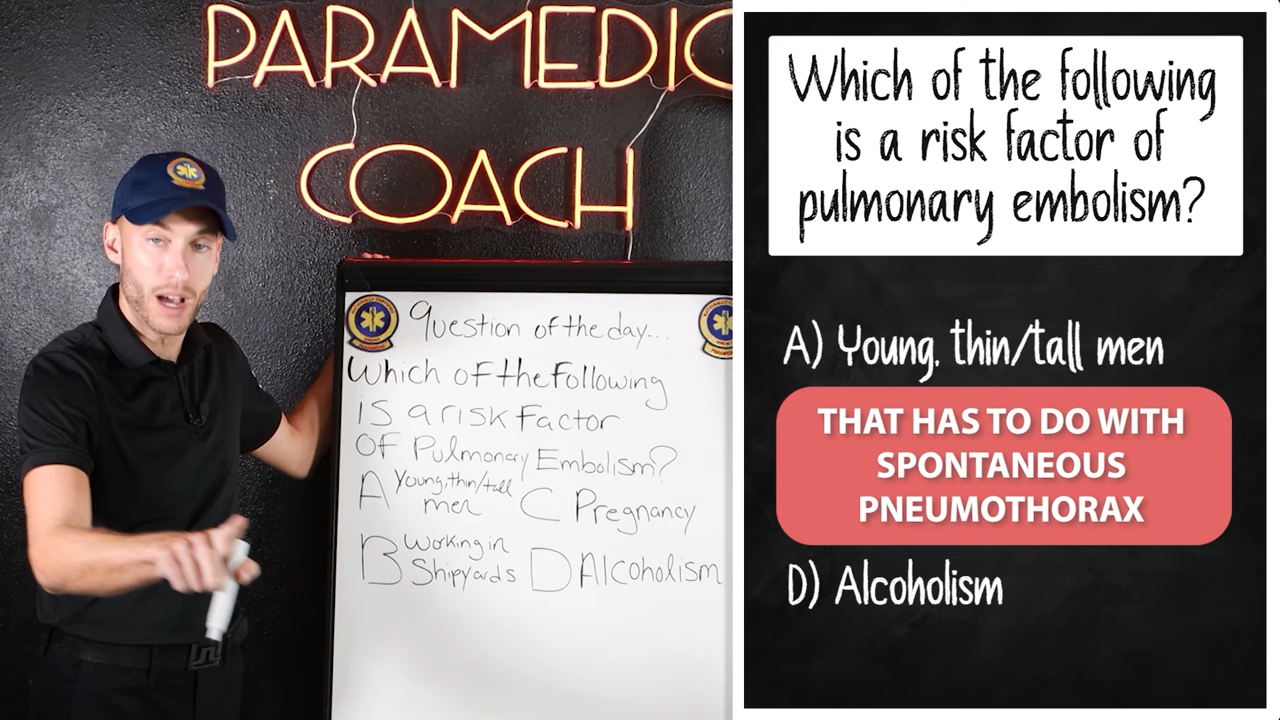 PARAMEDIC
COACH
Question of the day...
Which of the following
is a risk factor
of Pulmonary Embolism?
A Young, thin/tall
men
C Pregnancy
B Working in
Shipyards
D Alcoholism
Which of the following
is a risk factor of
pulmonary embolism?
A) Young, thin/tall men
THAT HAS TO DO WITH
SPONTANEOUS
PNEUMOTHORAX
D) Alcoholism